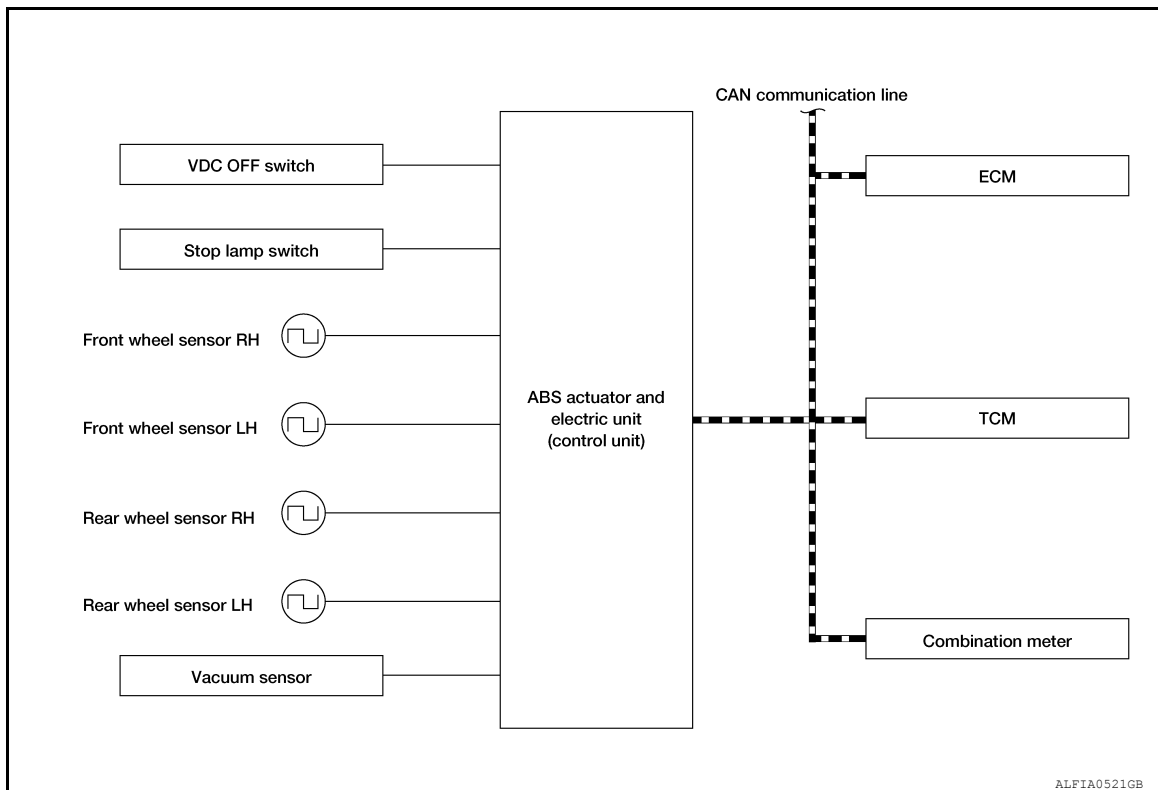 CAN communication line
VDC OFF switch
ECM
Stop lamp switch
Front wheel sensor RH
ABS actuator and
electric unit
(control unit)
Front wheel sensor LH
TCM
Rear wheel sensor RH
Rear wheel sensor LH
Combination meter
Vacuum sensor
ALFIA0521GB